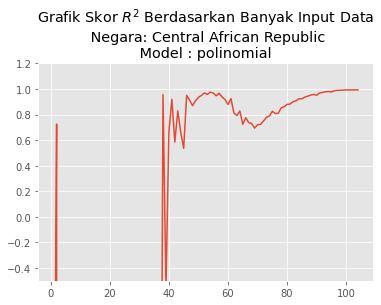 Grafik Skor R² Berdasarkan Banyak Input Data
Negara: Central African Republic
Model : polinomial
1.2
1.0
0.8
0.6
0.4
0.2
0.0
−0.2
−0.4
0 20 40 60 80 100